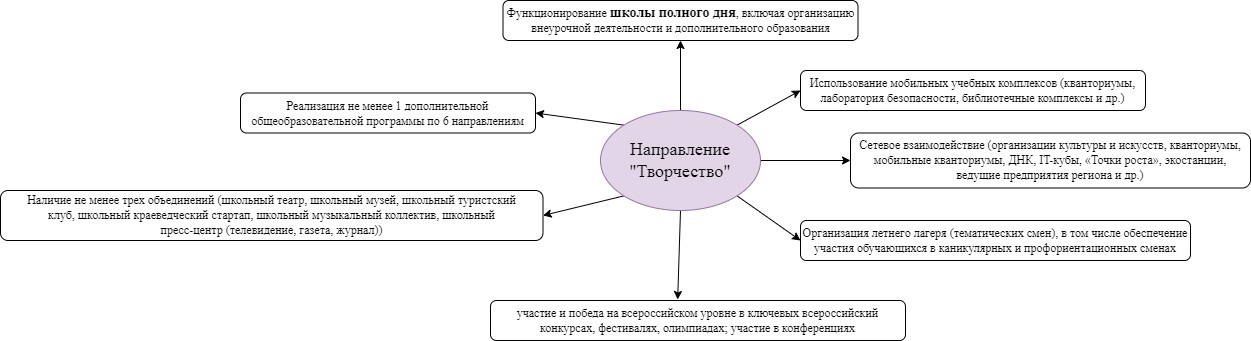 Функционирование школы полного дня, включая организацию
внеурочной деятельности и дополнительного образования
Использование мобильных учебных комплексов (кванториумы,
лаборатория безопасности, библиотечные комплексы и др.)
Реализация не менее 1 дополнительной
общеобразовательной программы по 6 направлениям
Направление
"Творчество"
Сетевое взаимодействие (организации культуры и искусств, кванториумы,
мобильные кванториумы, ДНК, IT-кубы, «Точки роста», экостанции,
ведущие предприятия региона и др.)
Наличие не менее трех объединений (школьный театр, школьный музей, школьный туристский
клуб, школьный краеведческий стартап, школьный музыкальный коллектив, школьный
пресс-центр (телевидение, газета, журнал))
Организация летнего лагеря (тематических смен), в том числе обеспечение
участия обучающихся в каникулярных и профориентационных сменах
участие и победа на всероссийском уровне в ключевых всероссийский
конкурсах, фестивалях, олимпиадах; участие в конференциях